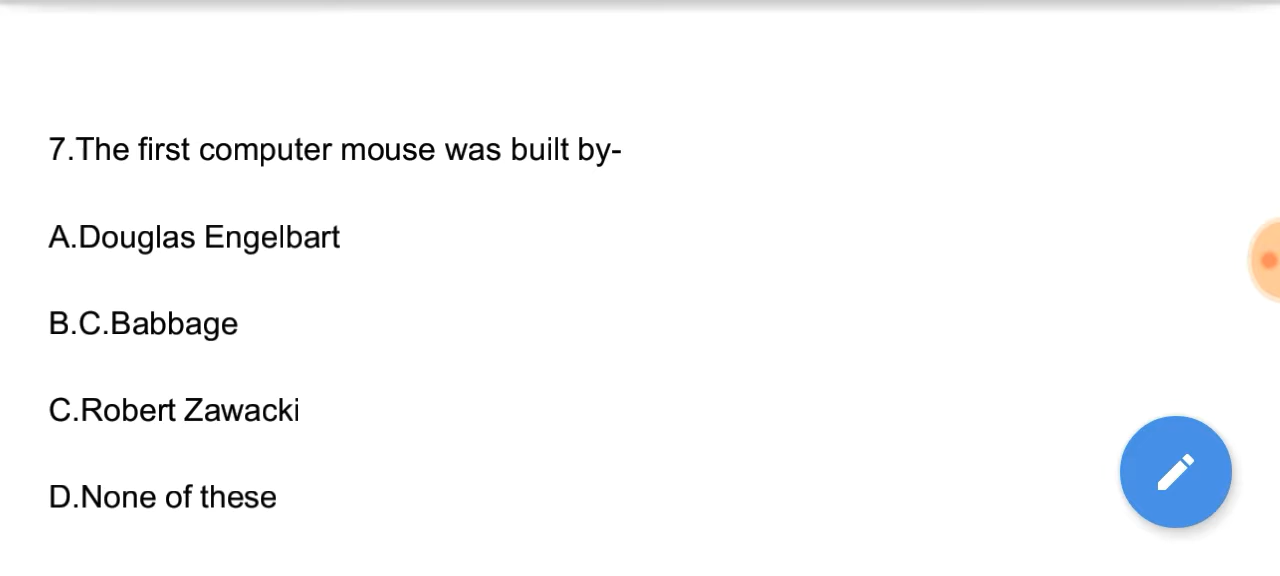 7.The first computer mouse was built by-
A.Douglas Engelbart
B.C.Babbage
C.Robert Zawacki
D.None of these